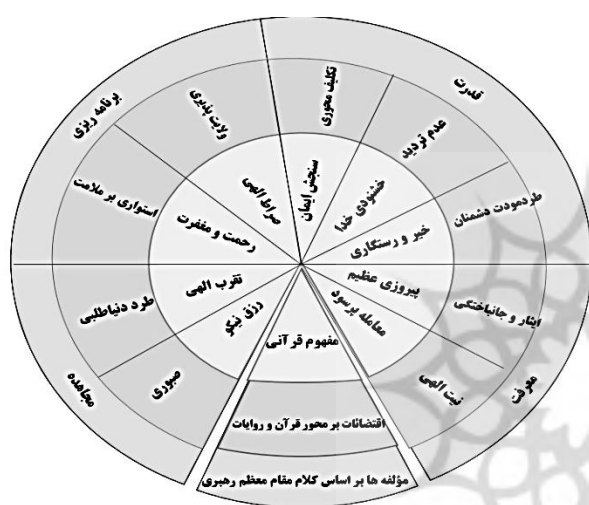 قدرت
تکلیف محوری
عدم تردید
طردمودت دشمنان
سنجش ایمان
خشنودی خدا
خیر و رستگاری
معرفت
ایثار و جانباختگی
نیت الهی
پیروزی عظیم
معامله پرسود
مفهوم قرآنی
اقتضائات بر محور قرآن و روایات
مؤلفه ها بر اساس کلام مقام معظم رهبری
مجاهده
صبوری
طرد دنیاطلبی
رزق نیکو
تقرب الهی
برنامه ریزی
استواری بر ملامت
ولایت پذیری
رحمت و مغفرت
صراط الهی